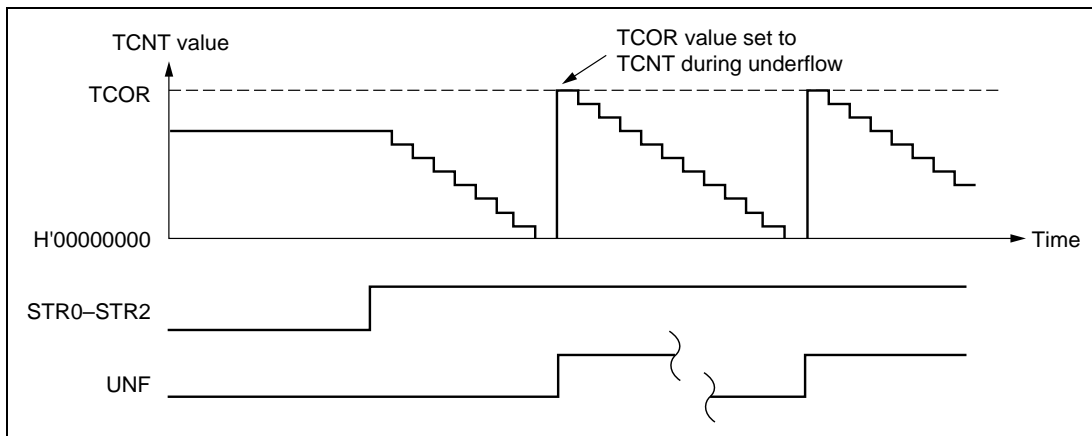 TCNT value
TCOR value set to
TCNT during underflow
TCOR
H'00000000
Time
STR0–STR2
UNF